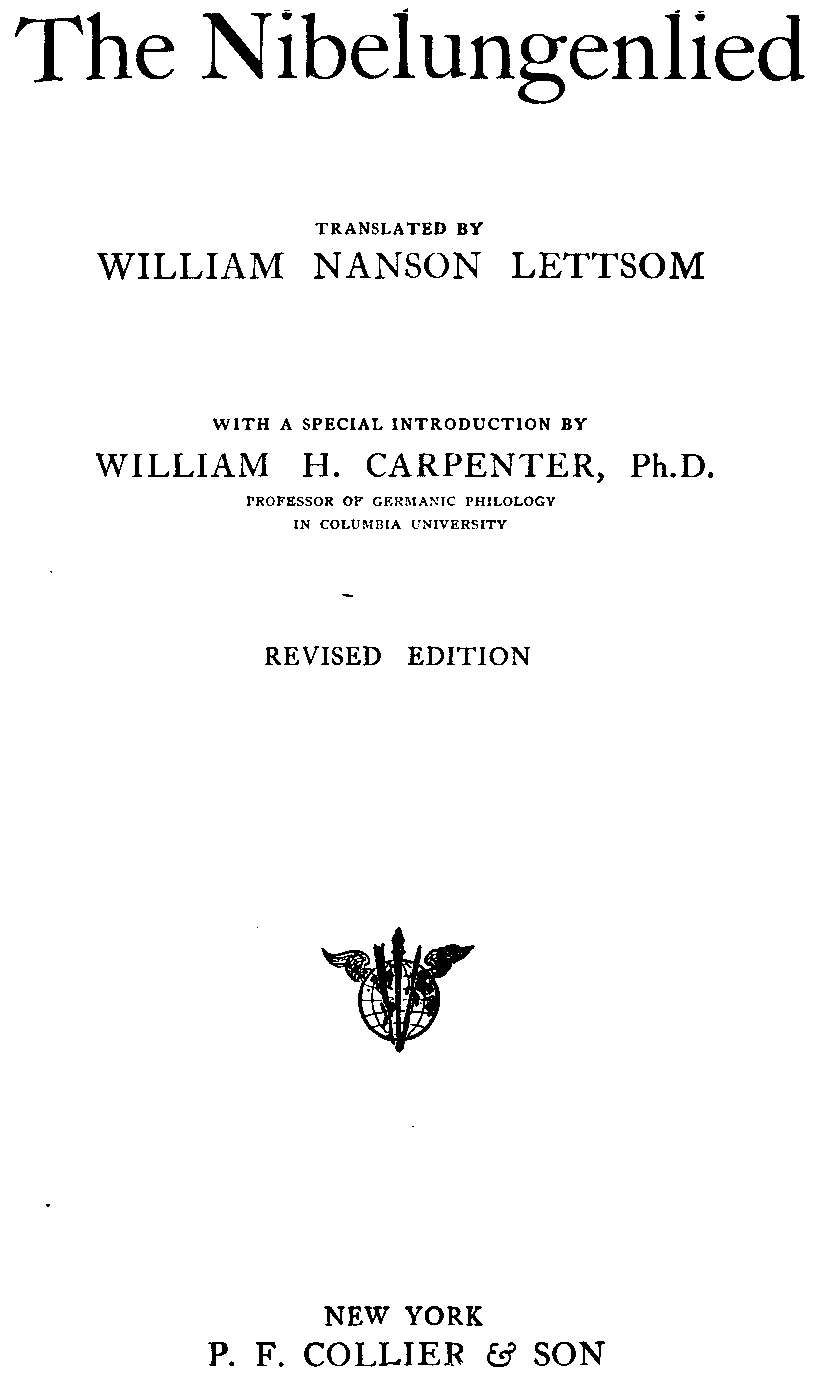 The Nibelungenlied
TRANSLATED BY
WILLIAM NANSON LETTSOM
WITH A SPECIAL INTRODUCTION BY
WILLIAM H. CARPENTER, Ph.D.
PROFESSOR OF GERMANIC PHILOLOGY
IN COLUMBIA UNIVERSITY
REVISED EDITION
NEW YORK
P. F. COLLIER & SON